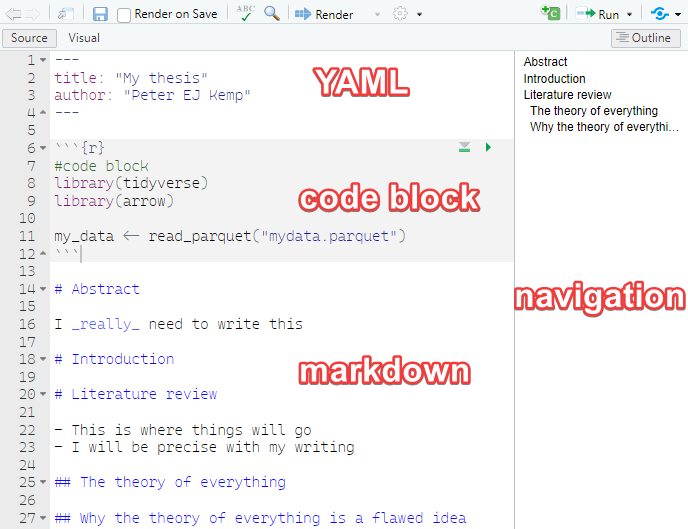 Render on Save ABC Render Run
Source Visual Outline
1 ---
2 title: "My thesis"
3 author: "Peter EJ Kemp"
4 ---
5
6 ```{r}
7 #code block
8 library(tidyverse)
9 library(arrow)
10
11 my_data <- read_parquet("mydata.parquet")
12 ```
13
14 # Abstract
15
16 I _really_ need to write this
17
18 # Introduction
19
20 # Literature review
21
22 - This is where things will go
23 - I will be precise with my writing
24
25 ## The theory of everything
26
27 ## Why the theory of everything is a flawed idea
YAML
code block
markdown
Abstract
Introduction
Literature review
The theory of everything
Why the theory of everythi...
navigation